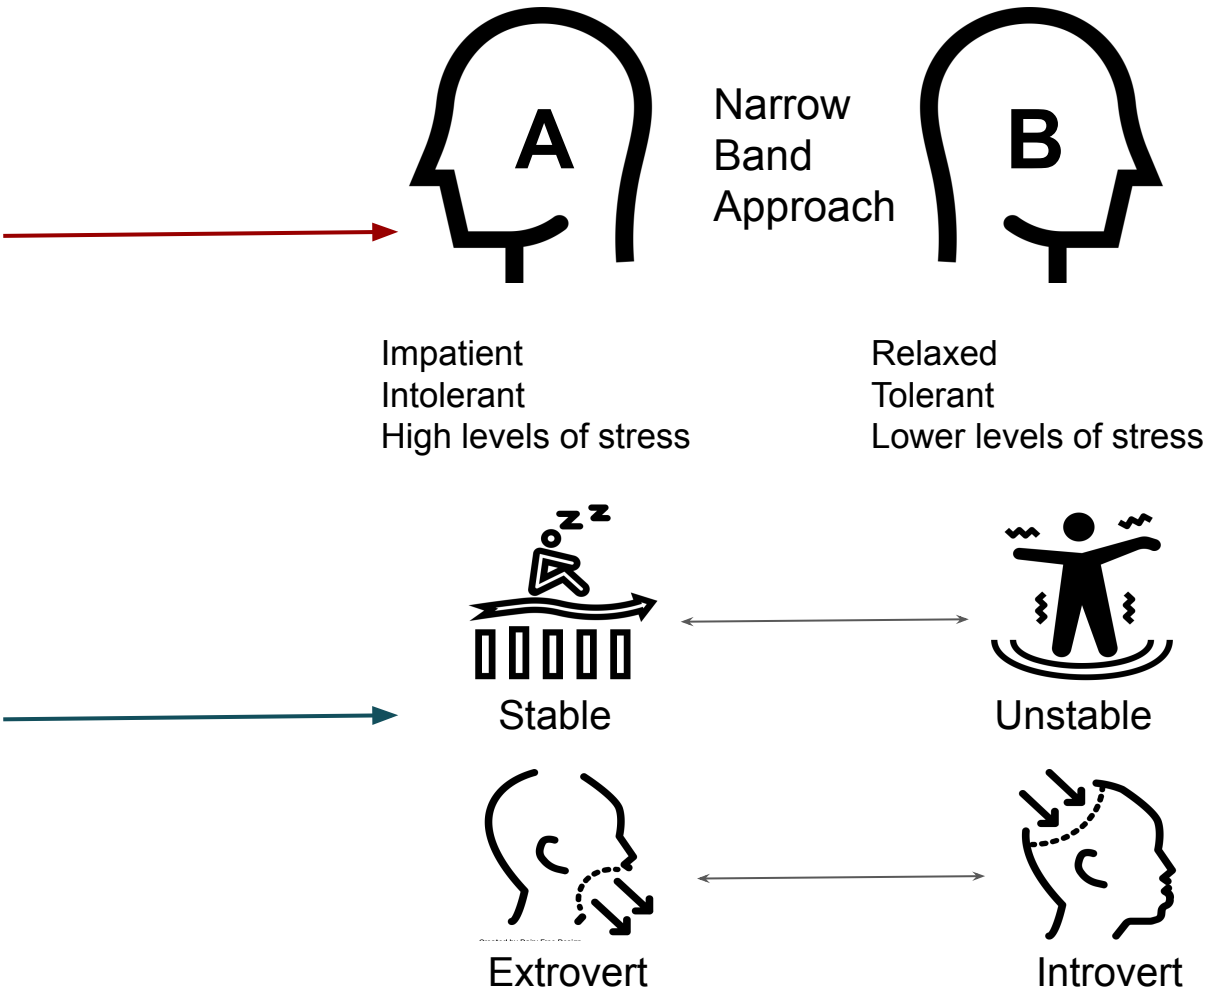 A
Narrow
Band
Approach
B
Impatient
Intolerant
High levels of stress
Relaxed
Tolerant
Lower levels of stress
z z
Stable
Unstable
Extrovert
Introvert